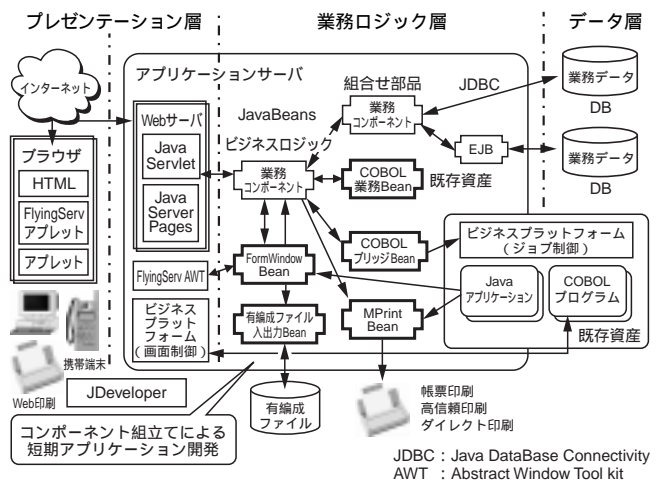 プレゼンテーション層
業務ロジック層
データ層
インターネット
アプリケーションサーバ
組合せ部品
JDBC
業務データ
DB
Webサーバ
Java
Servlet
Java
Server
Pages
JavaBeans
ビジネスロジック
業務
コンポーネント
業務
コンポーネント
EJB
業務データ
DB
COBOL
業務Bean
既存資産
ブラウザ
HTML
FlyingServ
アプレット
アプレット
COBOL
ブリッジBean
ビジネスプラットフォーム
(ジョブ制御)
FlyingServ AWT
FormWindow
Bean
Java
アプリケーション
COBOL
プログラム
既存資産
ビジネス
プラット
フォーム
(画面制御)
有編成ファイル
入出力Bean
MPrint
Bean
携帯端末
Web印刷
JDeveloper
有編成
ファイル
帳票印刷
高信頼印刷
ダイレクト印刷
コンポーネント組立てによる
短期アプリケーション開発
JDBC：Java DataBase Connectivity
AWT：Abstract Window Tool kit